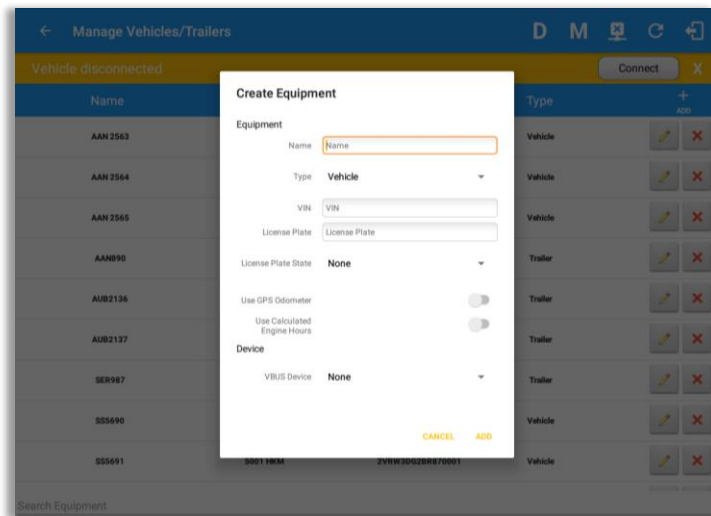 Manage Vehicles/Trailers D M
Vehicle disconnected Connect X
Name Type + ADD
Create Equipment
Equipment
Name Name
Type Vehicle
VIN VIN
License Plate License Plate
License Plate State None
Use GPS Odometer
Use Calculated
Engine Hours
Device
VBUS Device None
CANCEL ADD
AAN 2563 Vehicle
AAN 2564 Vehicle
AAN 2565 Vehicle
AAN890 Trailer
AUB2136 Trailer
AUB2137 Trailer
SER987 Trailer
SS5690 Vehicle
SS5691 5001 HKM 2VRW3DG2BR870001 Vehicle
Search Equipment